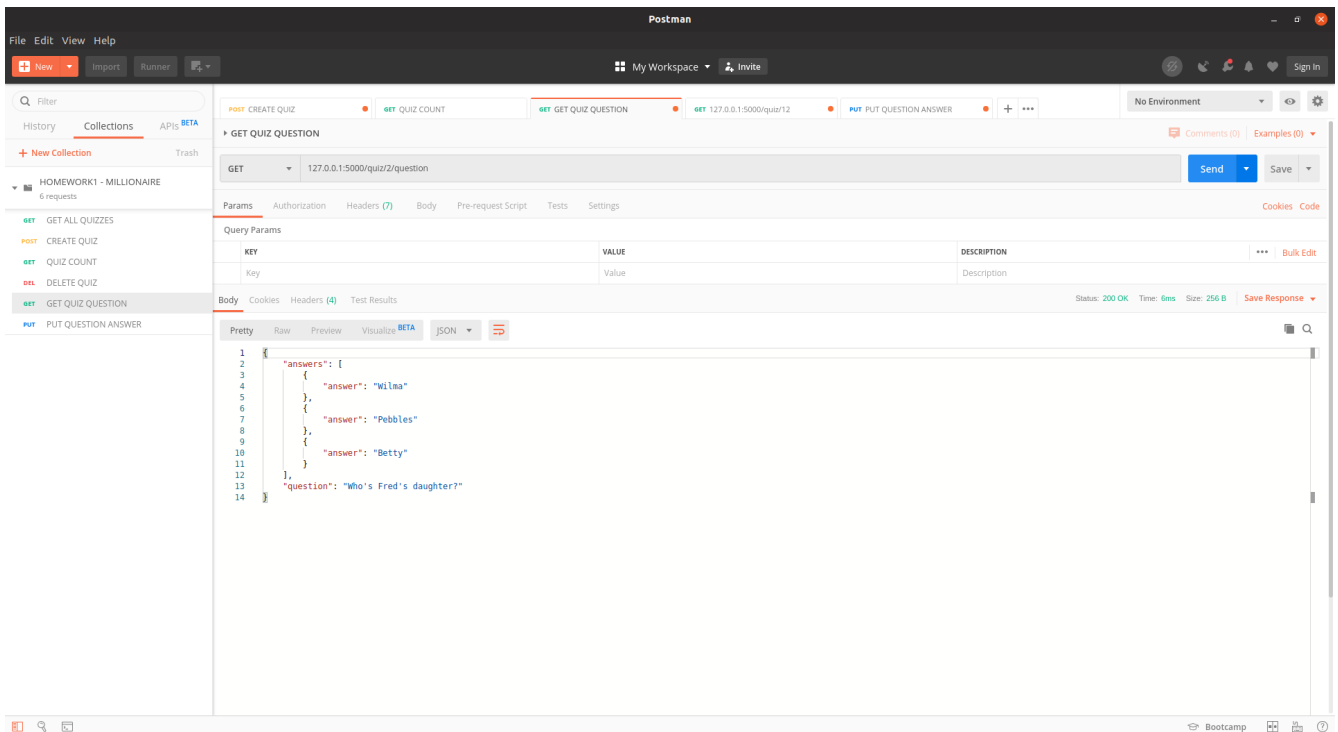 Postman
File Edit View Help
New Import Runner My Workspace Invite Sign In
Filter
History Collections APIs BETA
+ New Collection Trash
HOMEWORK1 - MILLIONAIRE
6 requests
GET GET ALL QUIZZES
POST CREATE QUIZ
GET QUIZ COUNT
DEL DELETE QUIZ
GET GET QUIZ QUESTION
PUT PUT QUESTION ANSWER
POST CREATE QUIZ GET QUIZ COUNT GET GET QUIZ QUESTION GET 127.0.0.1:5000/quiz/12 PUT PUT QUESTION ANSWER + ••• No Environment
GET QUIZ QUESTION Comments (0) Examples (0)
GET 127.0.0.1:5000/quiz/2/question Send Save
Params Authorization Headers (7) Body Pre-request Script Tests Settings Cookies Code
Query Params
KEY VALUE DESCRIPTION ••• Bulk Edit
Key Value Description
Body Cookies Headers (4) Test Results Status: 200 OK Time: 6ms Size: 256 B Save Response
Pretty Raw Preview Visualize BETA JSON
1 {
2 "answers": [
3 {
4 "answer": "Wilma"
5 },
6 {
7 "answer": "Pebbles"
8 },
9 {
10 "answer": "Betty"
11 }
12 ],
13 "question": "Who's Fred's daughter?"
14 }
Bootcamp